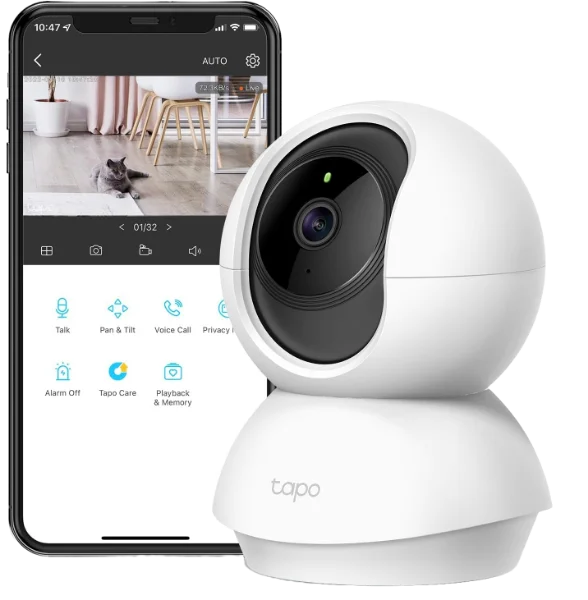 10:47
AUTO
72.3KB/s Live
< 01/32 >
Talk
Pan & Tilt
Voice Call
Privacy
Alarm Off
Tapo Care
Playback
& Memory
tapo